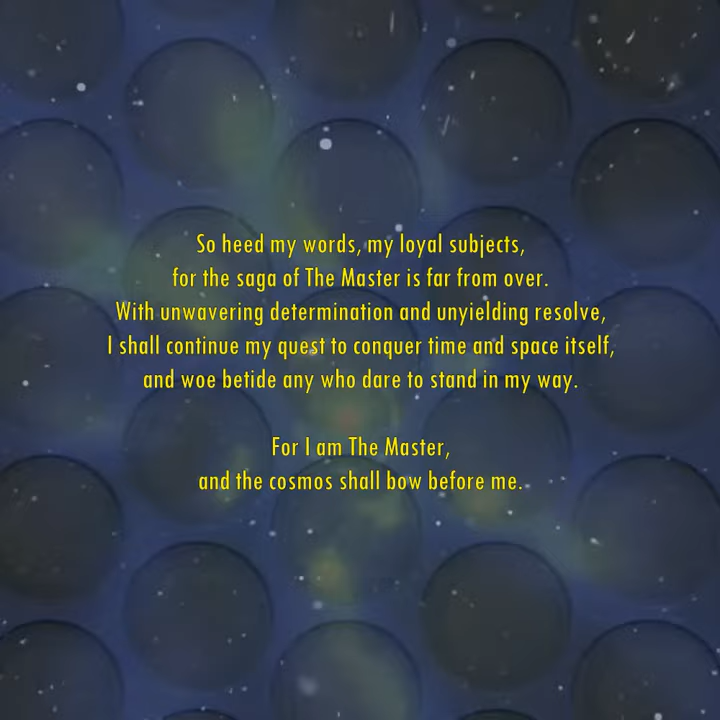 So heed my words, my loyal subjects,
for the saga of The Master is far from over.
With unwavering determination and unyielding resolve,
I shall continue my quest to conquer time and space itself,
and woe betide any who dare to stand in my way.
For I am The Master,
and the cosmos shall bow before me.